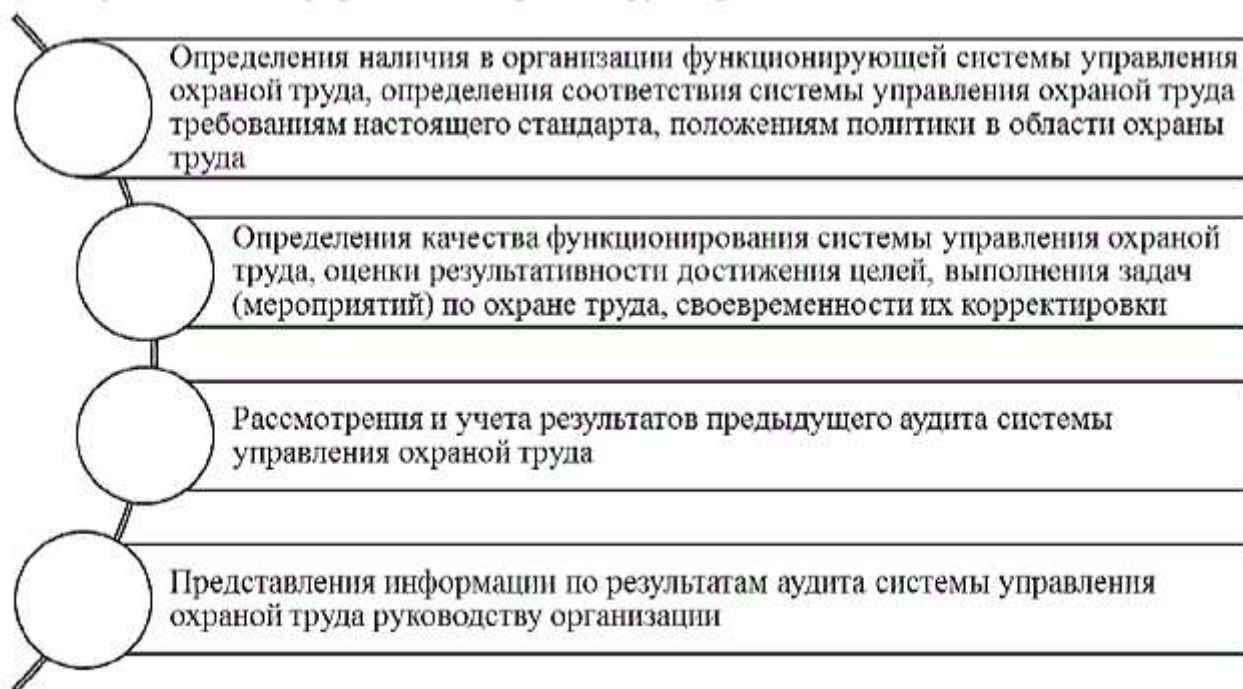 Определения наличия в организации функционирующей системы управления
охраной труда, определения соответствия системы управления охраной труда
требованиям настоящего стандарта, положениям политики в области охраны
труда
Определения качества функционирования системы управления охраной
труда, оценки результативности достижения целей, выполнения задач
(мероприятий) по охране труда, своевременности их корректировки
Рассмотрения и учета результатов предыдущего аудита системы
управления охраной труда
Представления информации по результатам аудита системы управления
охраной труда руководству организации